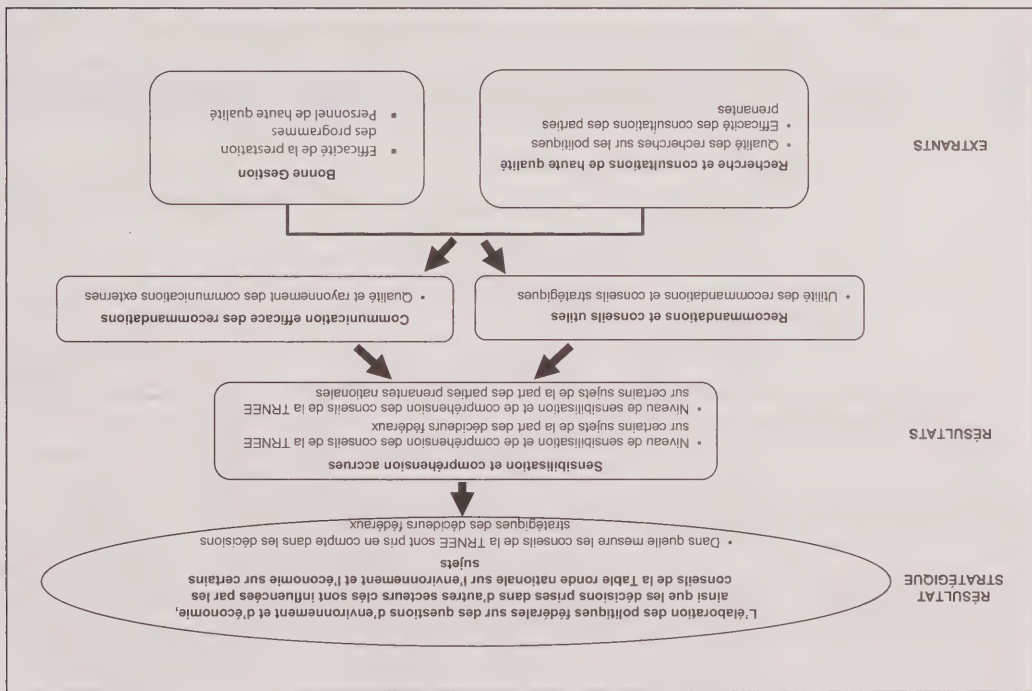 RÉSULTAT
STRATÉGIQUE
L'élaboration des politiques fédérales sur des questions d'environnement et d'économie,
ainsi que les décisions prises dans d'autres secteurs clés sont influencées par les
conseils de la Table ronde nationale sur l'environnement et l'économie sur certains
sujets
• Dans quelle mesure les conseils de la TRNEE sont pris en compte dans les décisions
stratégiques des décideurs fédéraux
RÉSULTATS
Sensibilisation et compréhension accrues
• Niveau de sensibilisation et de compréhension des conseils de la TRNEE
sur certains sujets de la part des décideurs fédéraux
• Niveau de sensibilisation et de compréhension des conseils de la TRNEE
sur certains sujets de la part des parties prenantes nationales
Recommandations et conseils utiles
• Utilité des recommandations et conseils stratégiques
Communication efficace des recommandations
• Qualité et rayonnement des communications externes
EXTRANTS
Recherche et consultations de haute qualité
• Qualité des recherches sur les politiques
• Efficacité des consultations des parties
prenantes
Bonne Gestion
▪ Efficacité de la prestation
des programmes
▪ Personnel de haute qualité